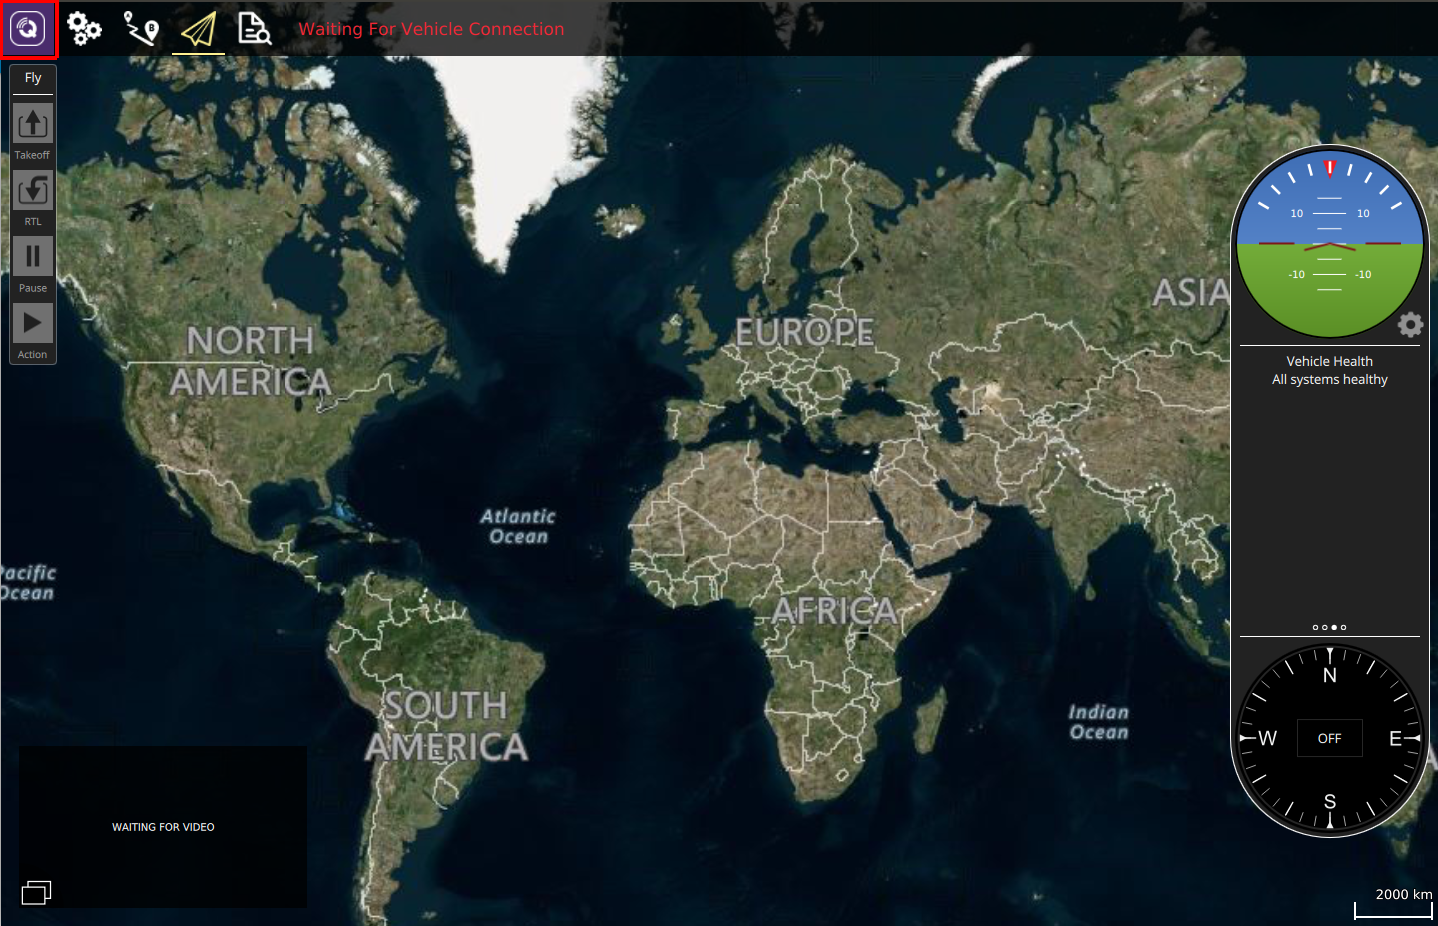 B
Waiting For Vehicle Connection
Fly
Takeoff
RTL
Pause
Action
NORTH
AMERICA
EUROPE
ASIA
Atlantic
Ocean
Pacific
Ocean
AFRICA
SOUTH
AMERICA
Indian
Ocean
10 10
-10 -10
Vehicle Health
All systems healthy
N
W OFF E
S
WAITING FOR VIDEO
2000 km